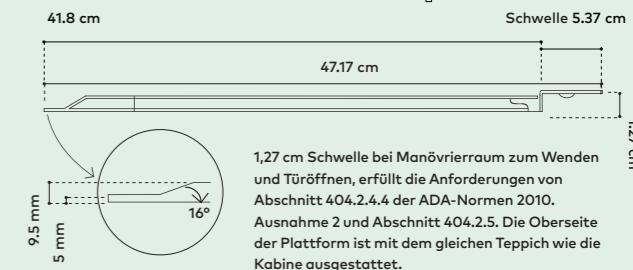 41.8 cm
Schwelle 5.37 cm
47.17 cm
1,27 cm Schwelle bei Manövrierraum zum Wenden
und Türöffnen, erfüllt die Anforderungen von
Abschnitt 404.2.4.4 der ADA-Normen 2010.
Ausnahme 2 und Abschnitt 404.2.5. Die Oberseite
der Plattform ist mit dem gleichen Teppich wie die
Kabine ausgestattet.
16°
9.5 mm
5 mm